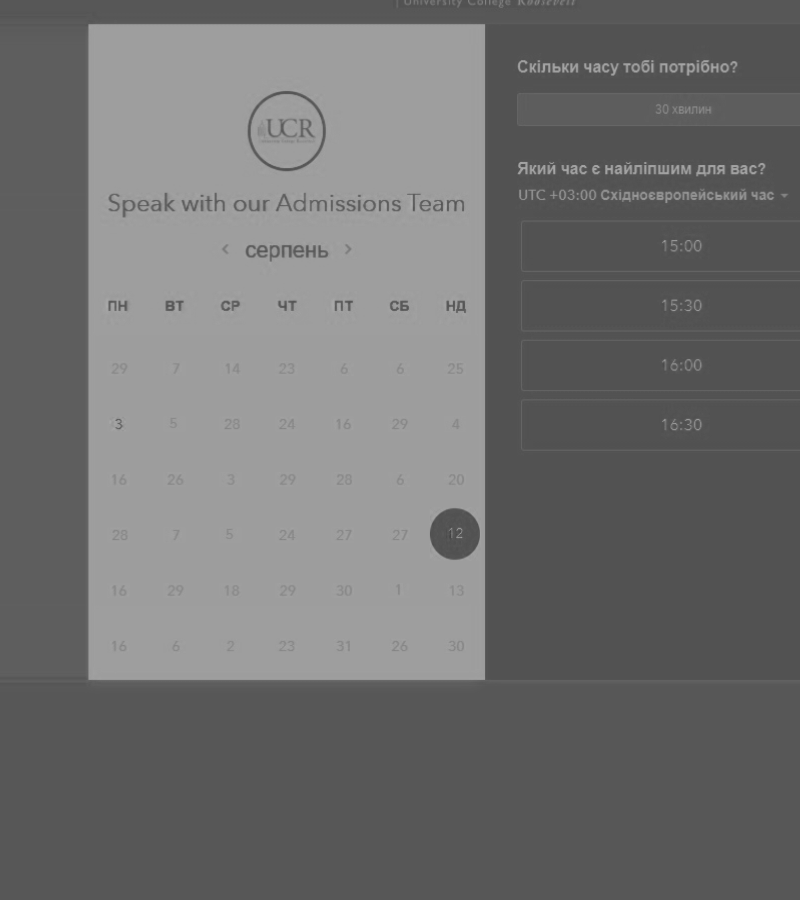 University College Roosevelt
UCR
Speak with our Admissions Team
серпень
ПН ВТ СР ЧТ ПТ СБ НД
29 7 14 23 6 6 25
3 5 28 24 16 29 4
16 26 3 29 28 6 20
28 7 5 24 27 27 12
16 29 18 29 30 1 13
16 6 2 23 31 26 30
Скільки часу тобі потрібно?
30 хвилин
Який час є найліпшим для вас?
UTC +03:00 Східноєвропейський час
15:00
15:30
16:00
16:30